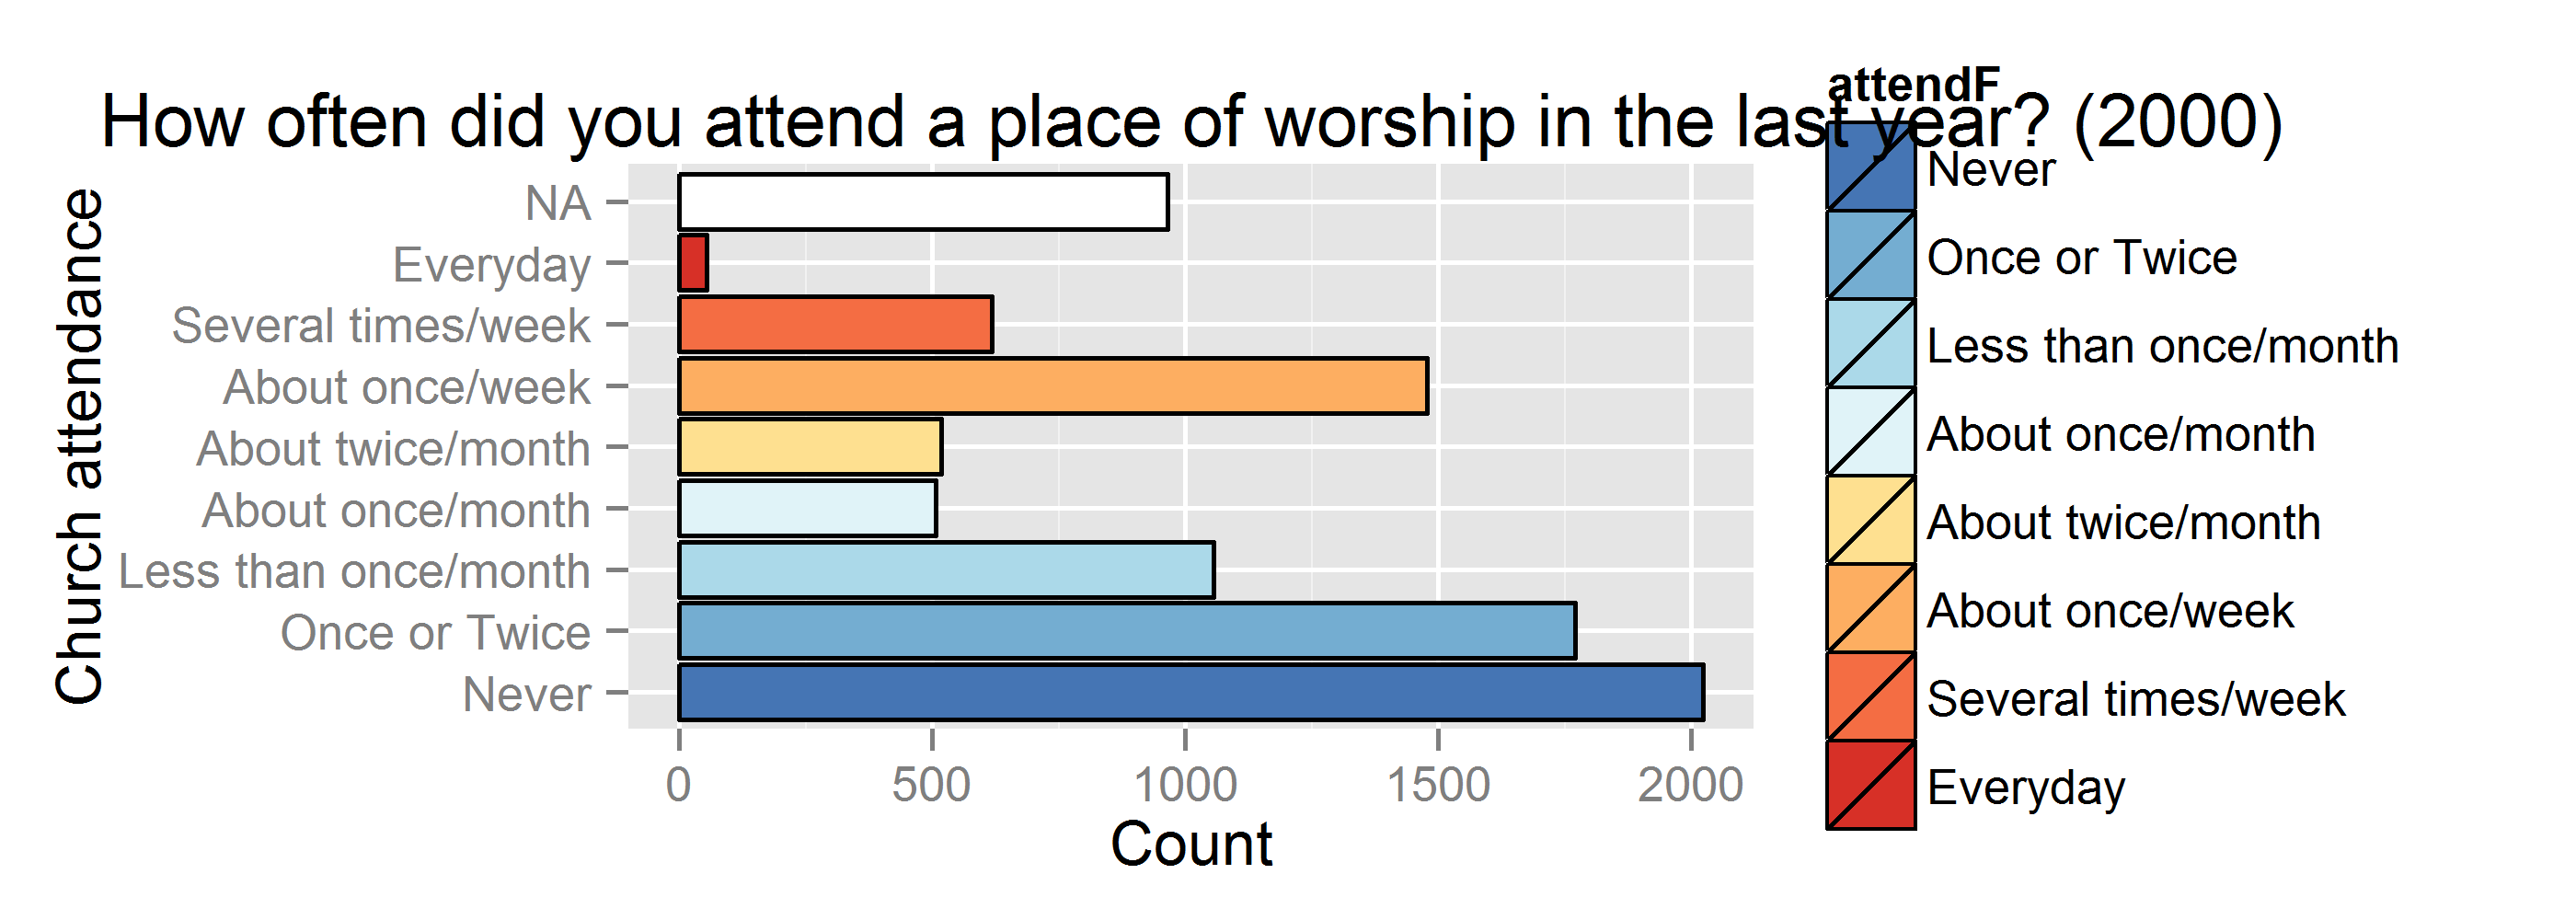 How often did you attend a place of worship in the last year? (2000)
Church attendance
NA
Everyday
Several times/week
About once/week
About twice/month
About once/month
Less than once/month
Once or Twice
Never
0 500 1000 1500 2000
Count
attendF
Never
Once or Twice
Less than once/month
About once/month
About twice/month
About once/week
Several times/week
Everyday